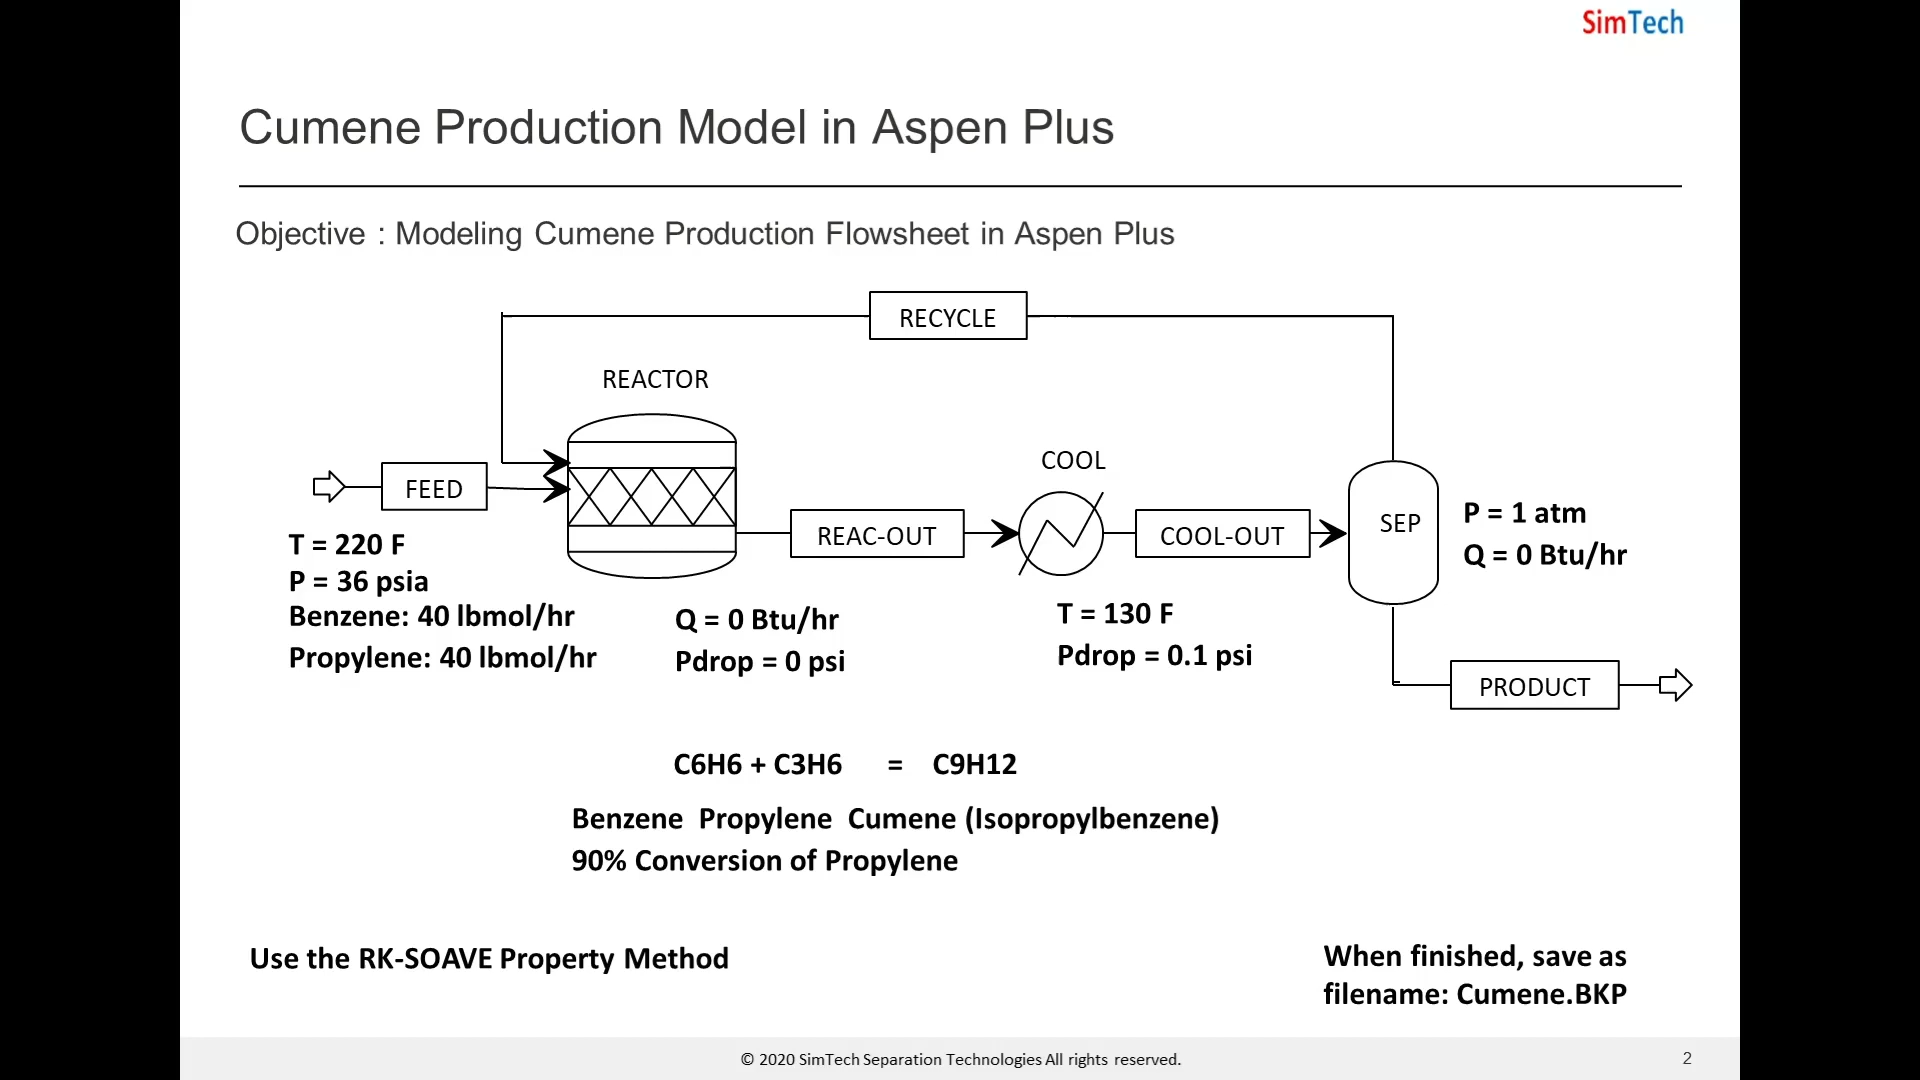 SimTech
Cumene Production Model in Aspen Plus
Objective : Modeling Cumene Production Flowsheet in Aspen Plus
RECYCLE
REACTOR
COOL
FEED
REAC-OUT
COOL-OUT
SEP
P = 1 atm
Q = 0 Btu/hr
T = 220 F
P = 36 psia
Benzene: 40 lbmol/hr
Propylene: 40 lbmol/hr
Q = 0 Btu/hr
Pdrop = 0 psi
T = 130 F
Pdrop = 0.1 psi
PRODUCT
C6H6 + C3H6 = C9H12
Benzene Propylene Cumene (Isopropylbenzene)
90% Conversion of Propylene
Use the RK-SOAVE Property Method
When finished, save as
filename: Cumene.BKP
© 2020 SimTech Separation Technologies All rights reserved.
2